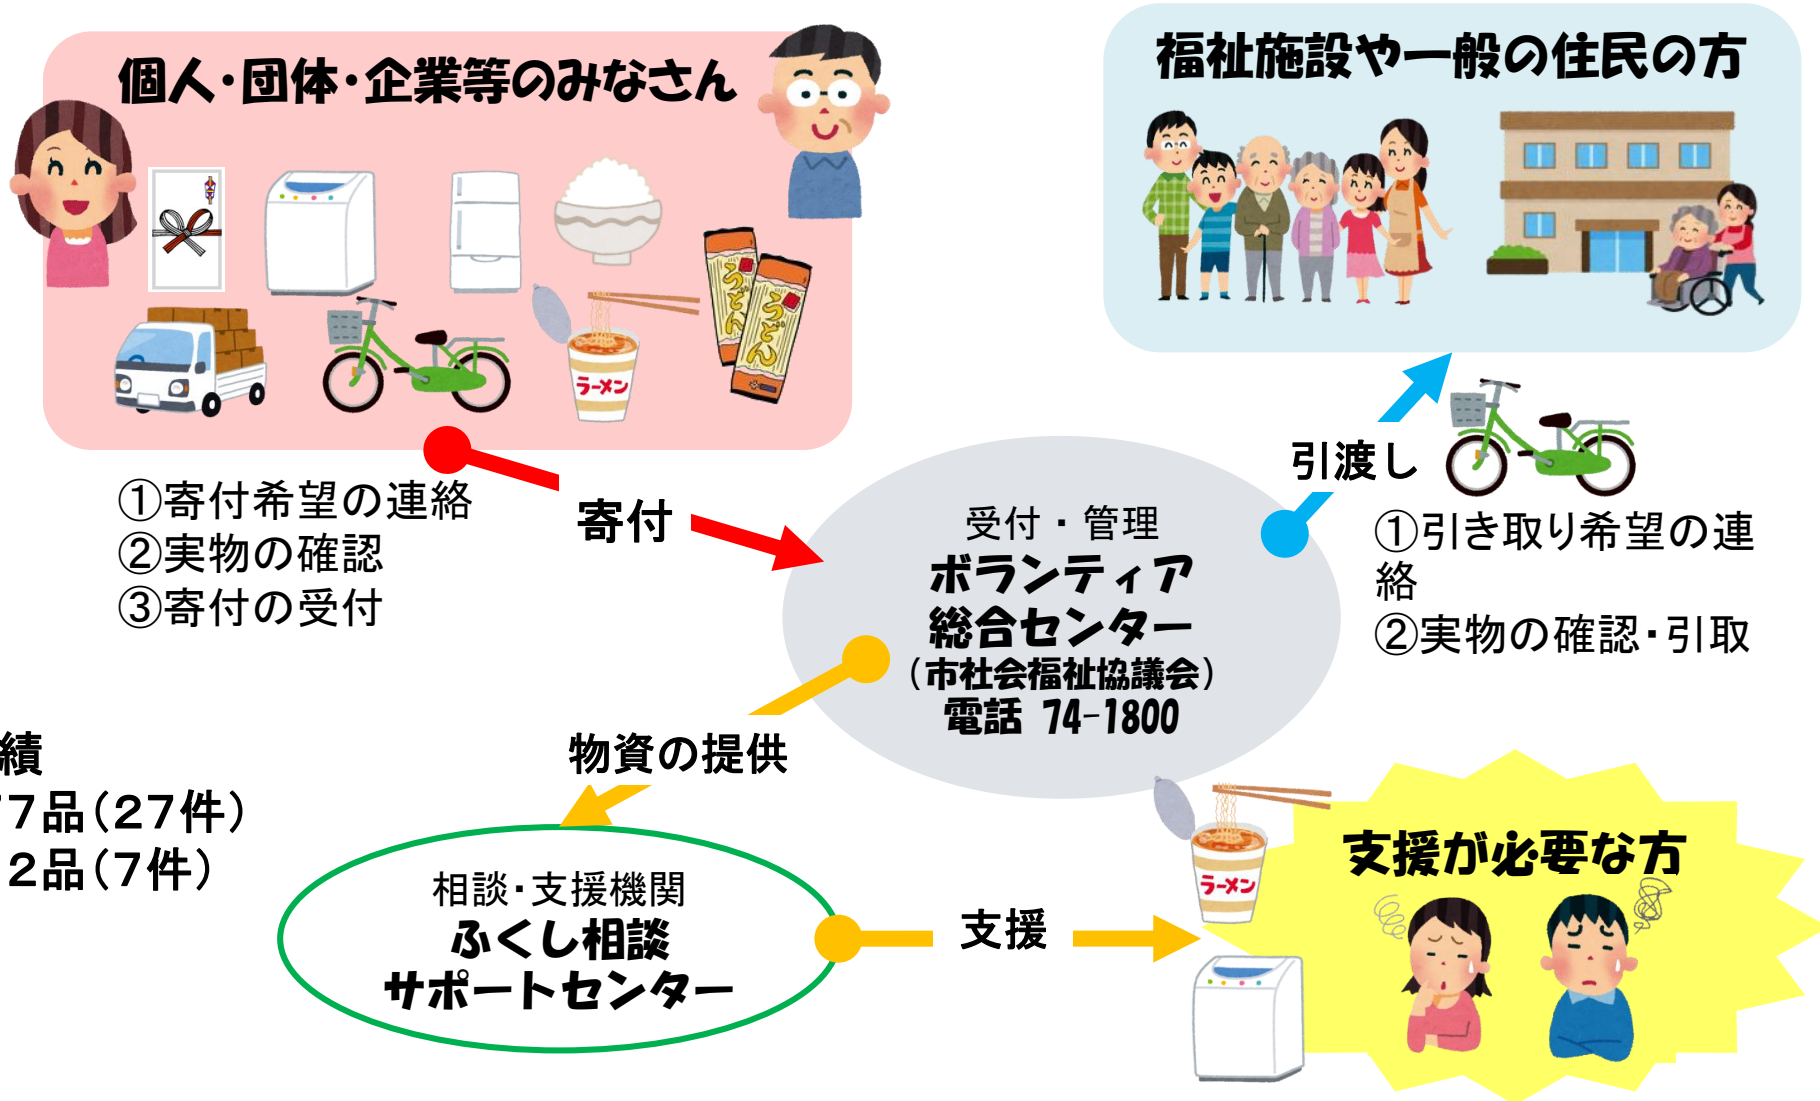 個人・団体・企業等のみなさん
福祉施設や一般の住民の方
うどん
うどん
ラーメン
①寄付希望の連絡
②実物の確認
③寄付の受付
寄付
引渡し
①引き取り希望の連
絡
②実物の確認・引取
受付・管理
ボランティア
総合センター
(市社会福祉協議会)
電話 74-1800
物資の提供
績
7品(27件)
2品(7件)
相談・支援機関
ふくし相談
サポートセンター
支援
ラーメン
支援が必要な方